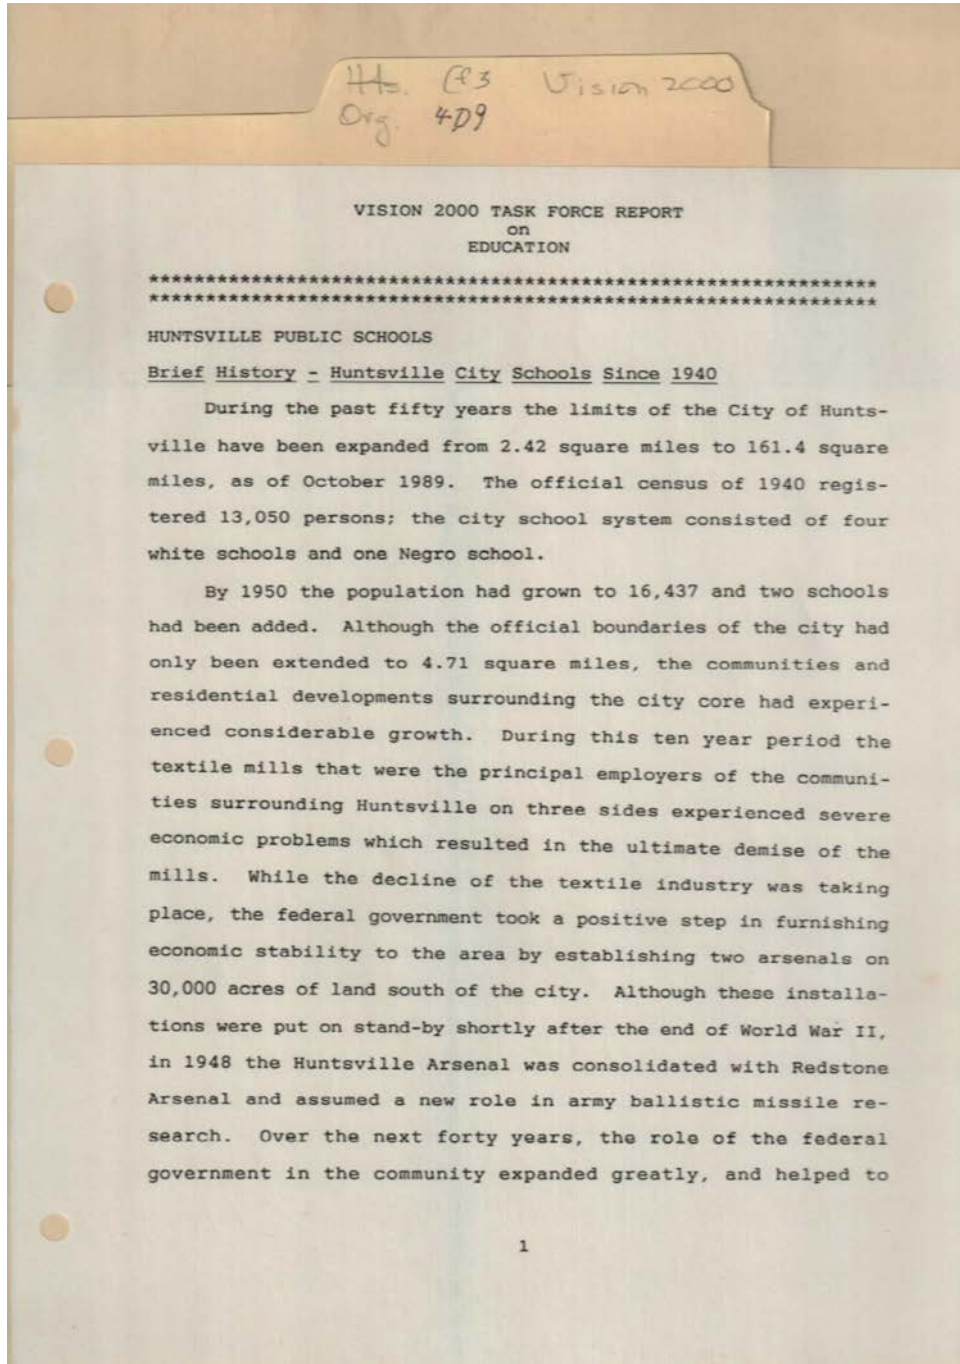 Hts. Cf3 Vision 2000
Org. 4D9
VISION 2000 TASK FORCE REPORT
on
EDUCATION
****************************************************************
****************************************************************
HUNTSVILLE PUBLIC SCHOOLS
Brief History - Huntsville City Schools Since 1940
During the past fifty years the limits of the City of Hunts-
ville have been expanded from 2.42 square miles to 161.4 square
miles, as of October 1989. The official census of 1940 regis-
tered 13,050 persons; the city school system consisted of four
white schools and one Negro school.
By 1950 the population had grown to 16,437 and two schools
had been added. Although the official boundaries of the city had
only been extended to 4.71 square miles, the communities and
residential developments surrounding the city core had experi-
enced considerable growth. During this ten year period the
textile mills that were the principal employers of the communi-
ties surrounding Huntsville on three sides experienced severe
economic problems which resulted in the ultimate demise of the
mills. While the decline of the textile industry was taking
place, the federal government took a positive step in furnishing
economic stability to the area by establishing two arsenals on
30,000 acres of land south of the city. Although these installa-
tions were put on stand-by shortly after the end of World War II,
in 1948 the Huntsville Arsenal was consolidated with Redstone
Arsenal and assumed a new role in army ballistic missile re-
search. Over the next forty years, the role of the federal
government in the community expanded greatly, and helped to
1